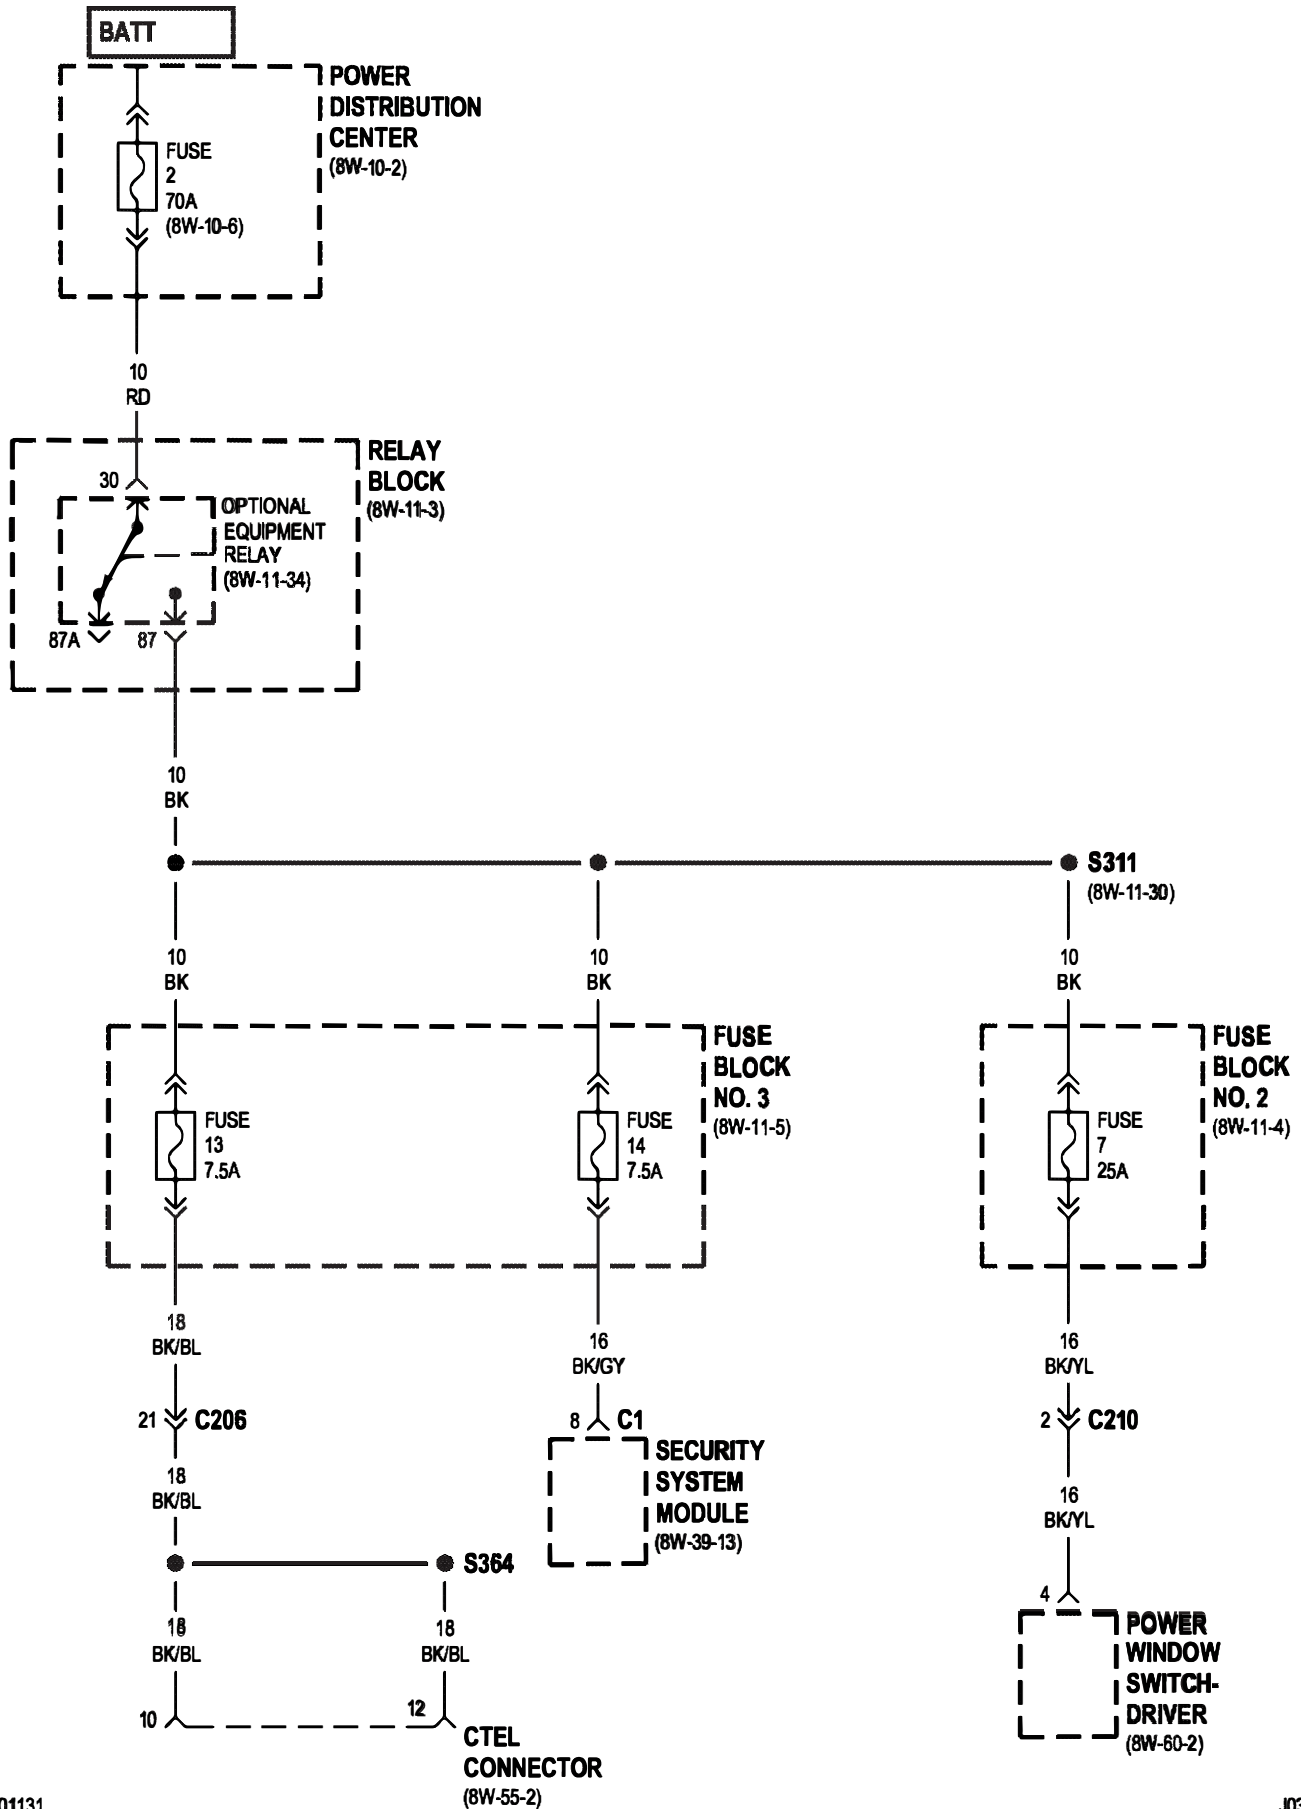 BATT
POWER
DISTRIBUTION
CENTER
(8W-10-2)
FUSE
2
70A
(8W-10-6)
10
RD
RELAY
BLOCK
(8W-11-3)
30
OPTIONAL
EQUIPMENT
RELAY
(8W-11-34)
87A
87
10
BK
S311
(8W-11-30)
10
BK
10
BK
10
BK
FUSE
BLOCK
NO. 3
(8W-11-5)
FUSE
BLOCK
NO. 2
(8W-11-4)
FUSE
13
7.5A
FUSE
14
7.5A
FUSE
7
25A
18
BK/BL
16
BK/GY
16
BK/YL
21
C206
8
C1
2
C210
SECURITY
SYSTEM
MODULE
(8W-39-13)
18
BK/BL
16
BK/YL
S364
18
BK/BL
18
BK/BL
4
POWER
WINDOW
SWITCH-
DRIVER
(8W-60-2)
10
12
CTEL
CONNECTOR
(8W-55-2)
01131
J03